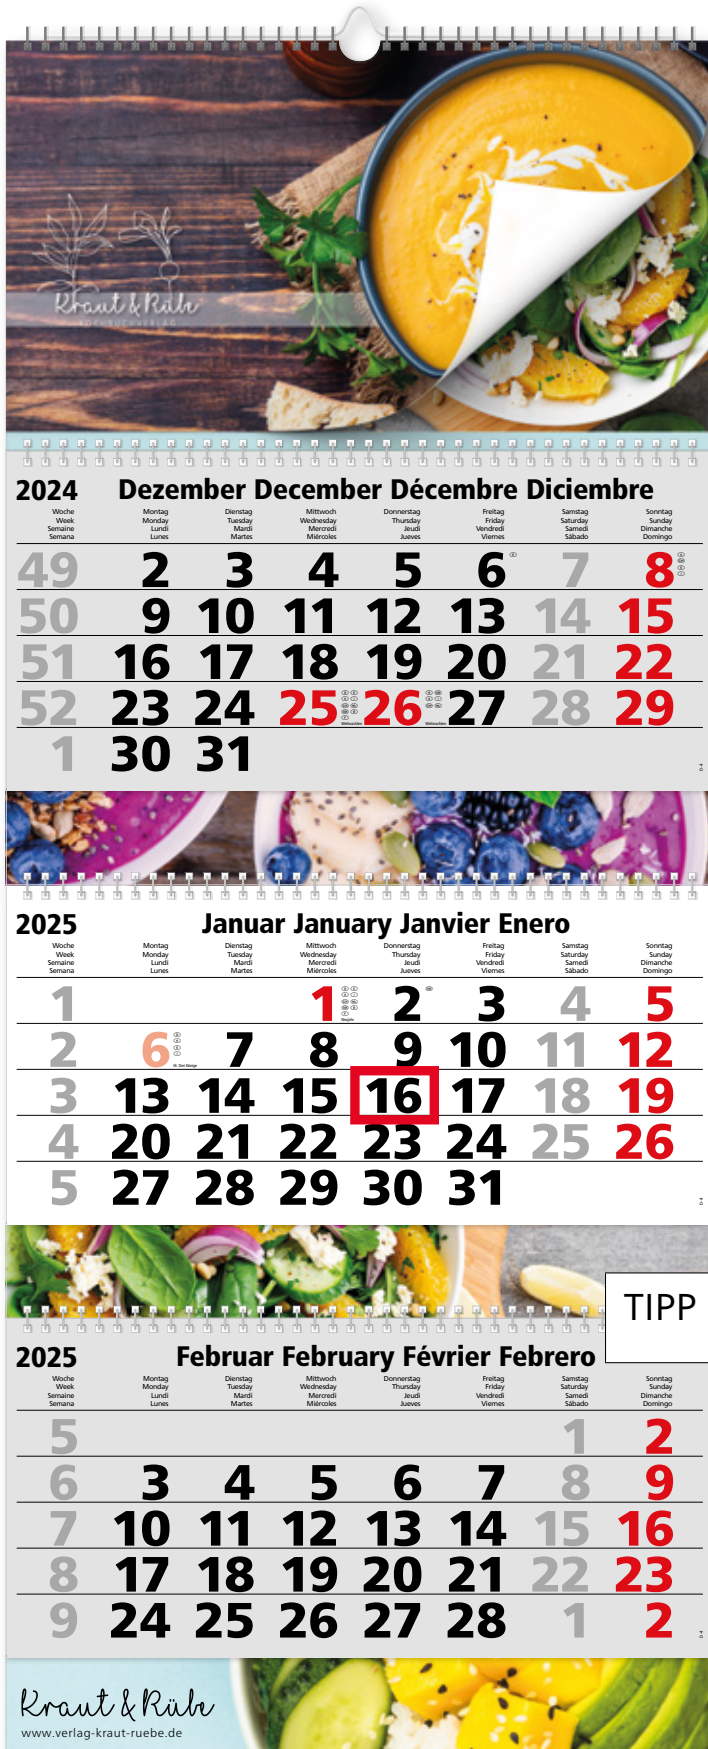 Kraut & Rübe
KOCHBUCHVERLAG
2024 Dezember December Décembre Diciembre
Woche Montag Dienstag Mittwoch Donnerstag Freitag Samstag Sonntag
Week Monday Tuesday Wednesday Thursday Friday Saturday Sunday
Semaine Lundi Mardi Mercredi Jeudi Vendredi Samedi Dimanche
Semana Lunes Martes Miércoles Jueves Viernes Sábado Domingo
49 2 3 4 5 6 7 8
50 9 10 11 12 13 14 15
51 16 17 18 19 20 21 22
52 23 24 25 26 27 28 29
Weihnachten Weihnachten
1 30 31
2025 Januar January Janvier Enero
Woche Montag Dienstag Mittwoch Donnerstag Freitag Samstag Sonntag
Week Monday Tuesday Wednesday Thursday Friday Saturday Sunday
Semaine Lundi Mardi Mercredi Jeudi Vendredi Samedi Dimanche
Semana Lunes Martes Miércoles Jueves Viernes Sábado Domingo
1 1 2 3 4 5
Neujahr
2 6 7 8 9 10 11 12
Hl. Drei Könige
3 13 14 15 16 17 18 19
4 20 21 22 23 24 25 26
5 27 28 29 30 31
TIPP
2025 Februar February Février Febrero
Woche Montag Dienstag Mittwoch Donnerstag Freitag Samstag Sonntag
Week Monday Tuesday Wednesday Thursday Friday Saturday Sunday
Semaine Lundi Mardi Mercredi Jeudi Vendredi Samedi Dimanche
Semana Lunes Martes Miércoles Jueves Viernes Sábado Domingo
5 1 2
6 3 4 5 6 7 8 9
7 10 11 12 13 14 15 16
8 17 18 19 20 21 22 23
9 24 25 26 27 28 1 2
Kraut & Rübe
www.verlag-kraut-ruebe.de